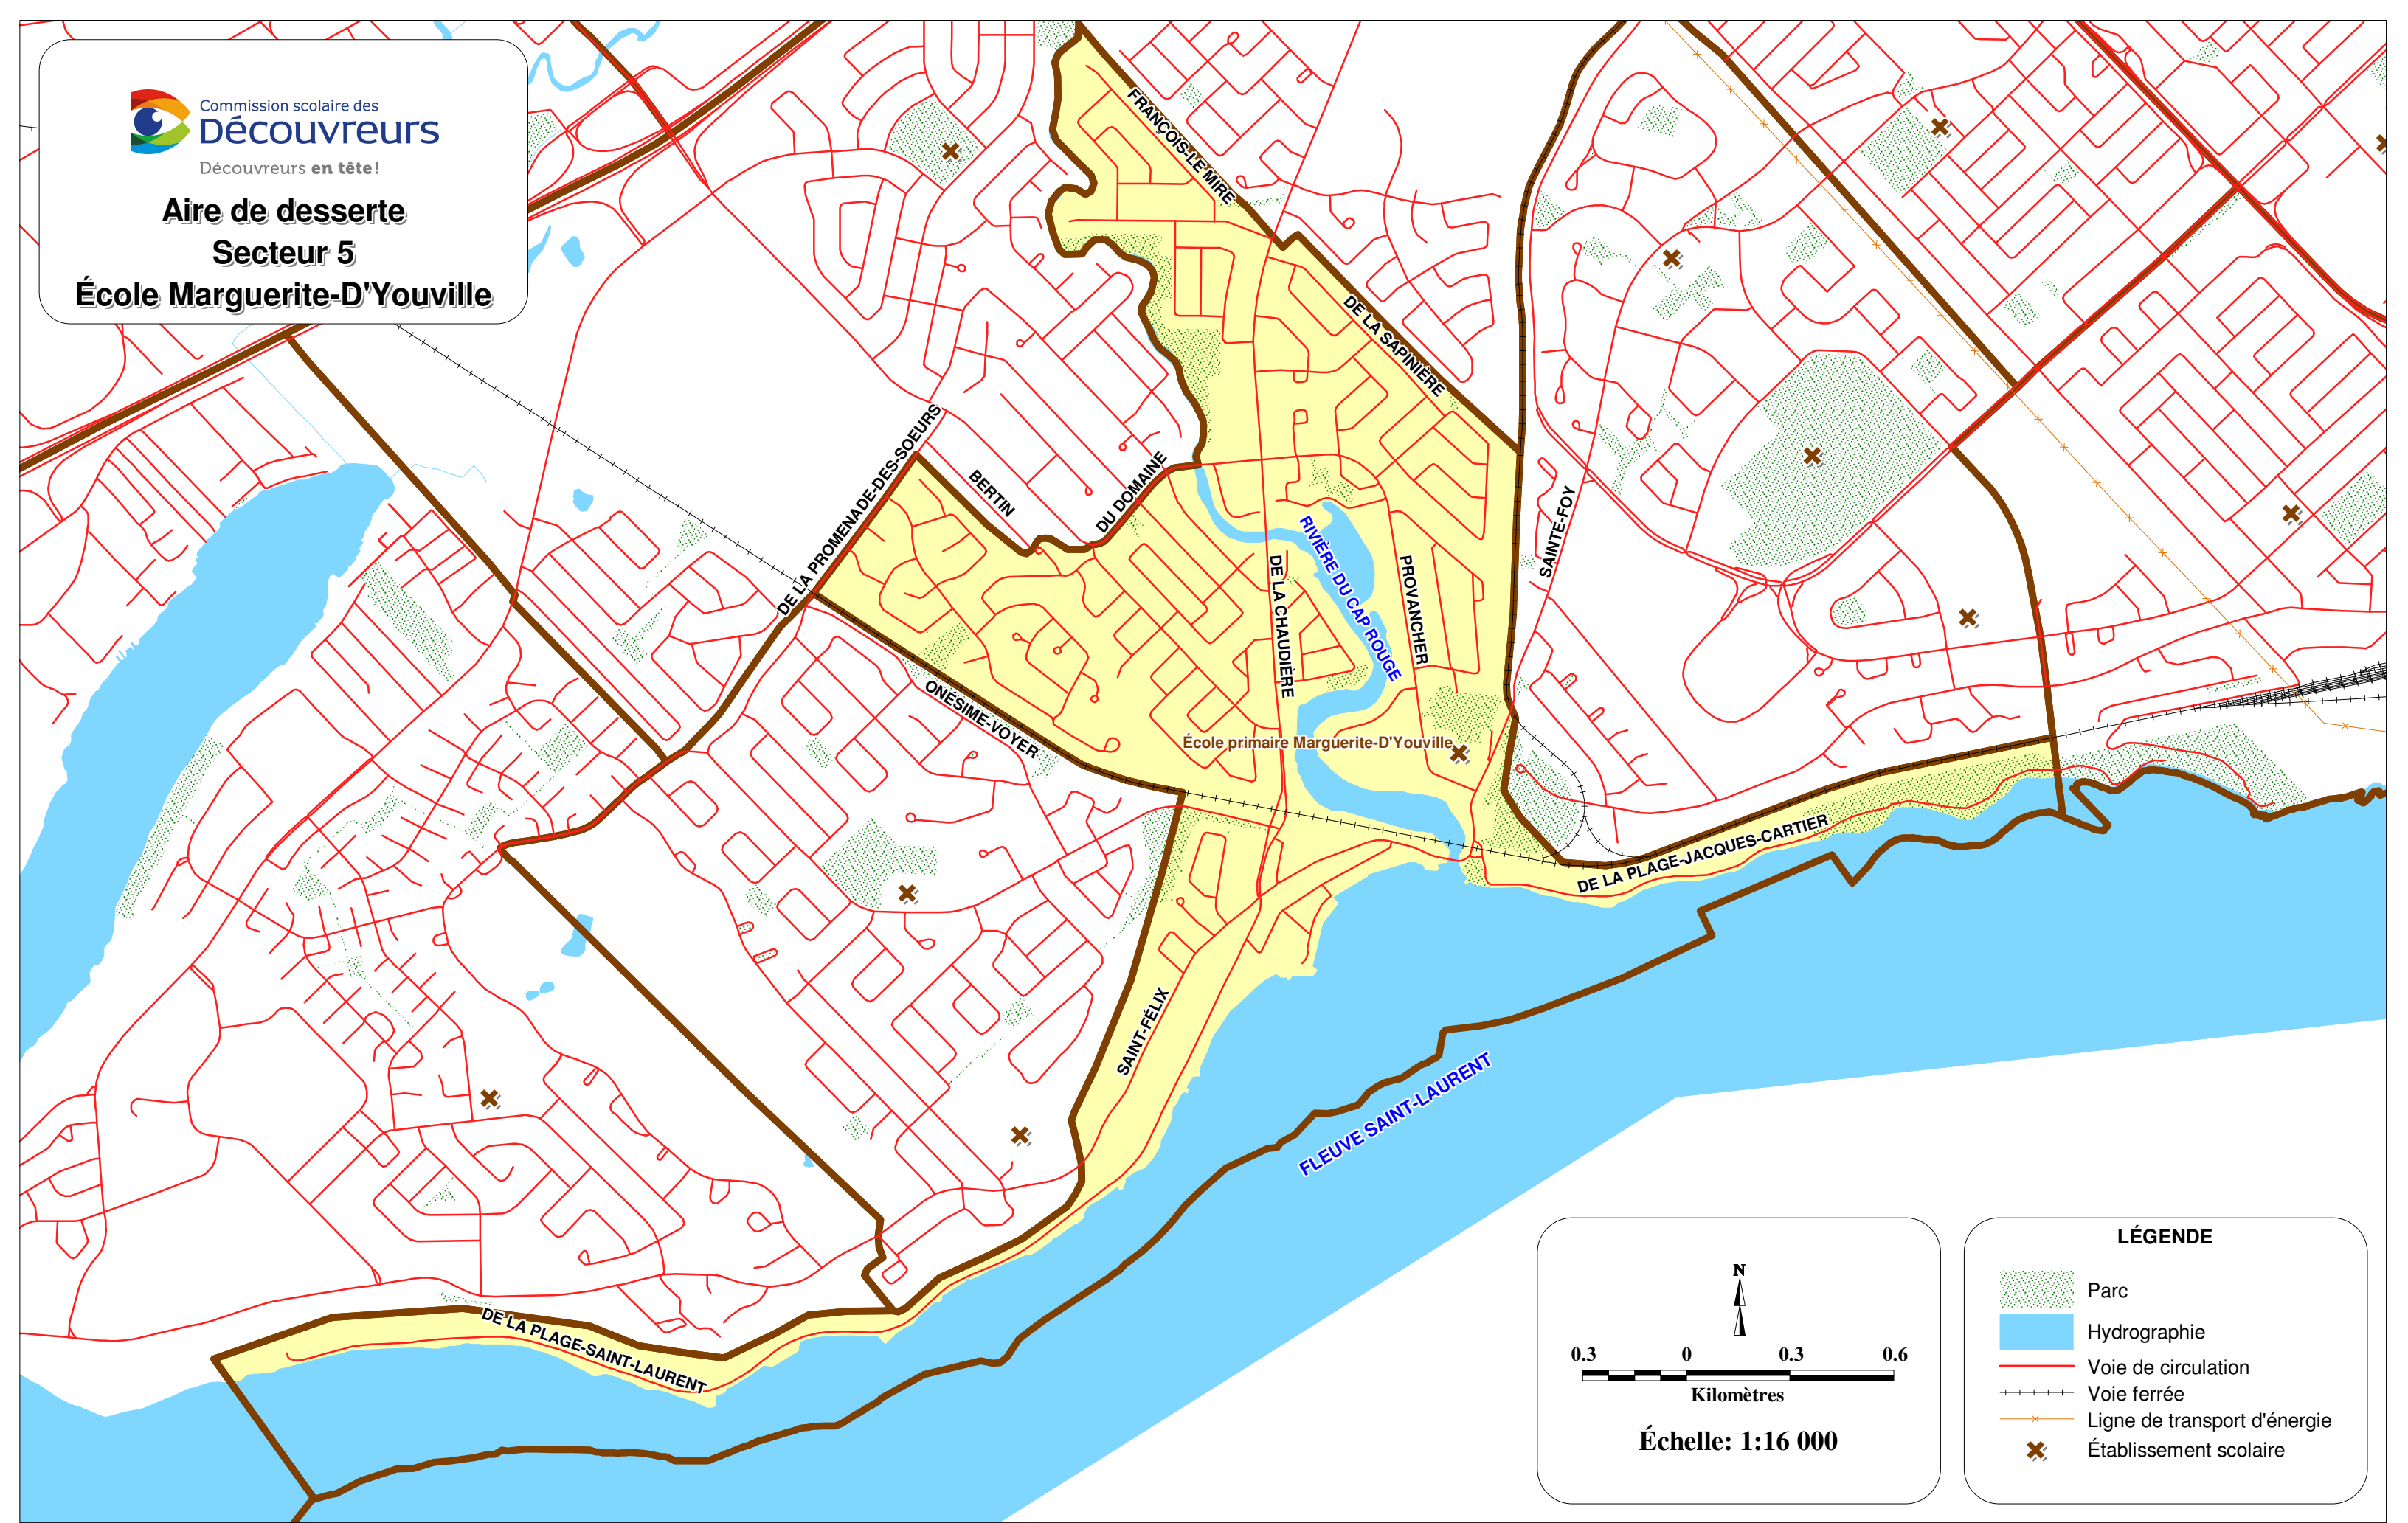 Commission scolaire des
Découvreurs
Découvreurs en tête!
Aire de desserte
Secteur 5
École Marguerite-D'Youville
FRANÇOIS-LE MIRE
DE LA SAPINIÈRE
DE LA PROMENADE-DES-SOEURS
BERTIN
DU DOMAINE
SAINTE-FOY
RIVIÈRE DU CAP ROUGE
DE LA CHAUDIÈRE
PROVANCHER
ONÉSIME-VOYER
École primaire Marguerite-D'Youville
DE LA PLAGE-JACQUES-CARTIER
SAINT-FÉLIX
FLEUVE SAINT-LAURENT
DE LA PLAGE-SAINT-LAURENT
N
0.3 0 0.3 0.6
Kilomètres
Échelle: 1:16 000
LÉGENDE
Parc
Hydrographie
Voie de circulation
Voie ferrée
Ligne de transport d'énergie
Établissement scolaire